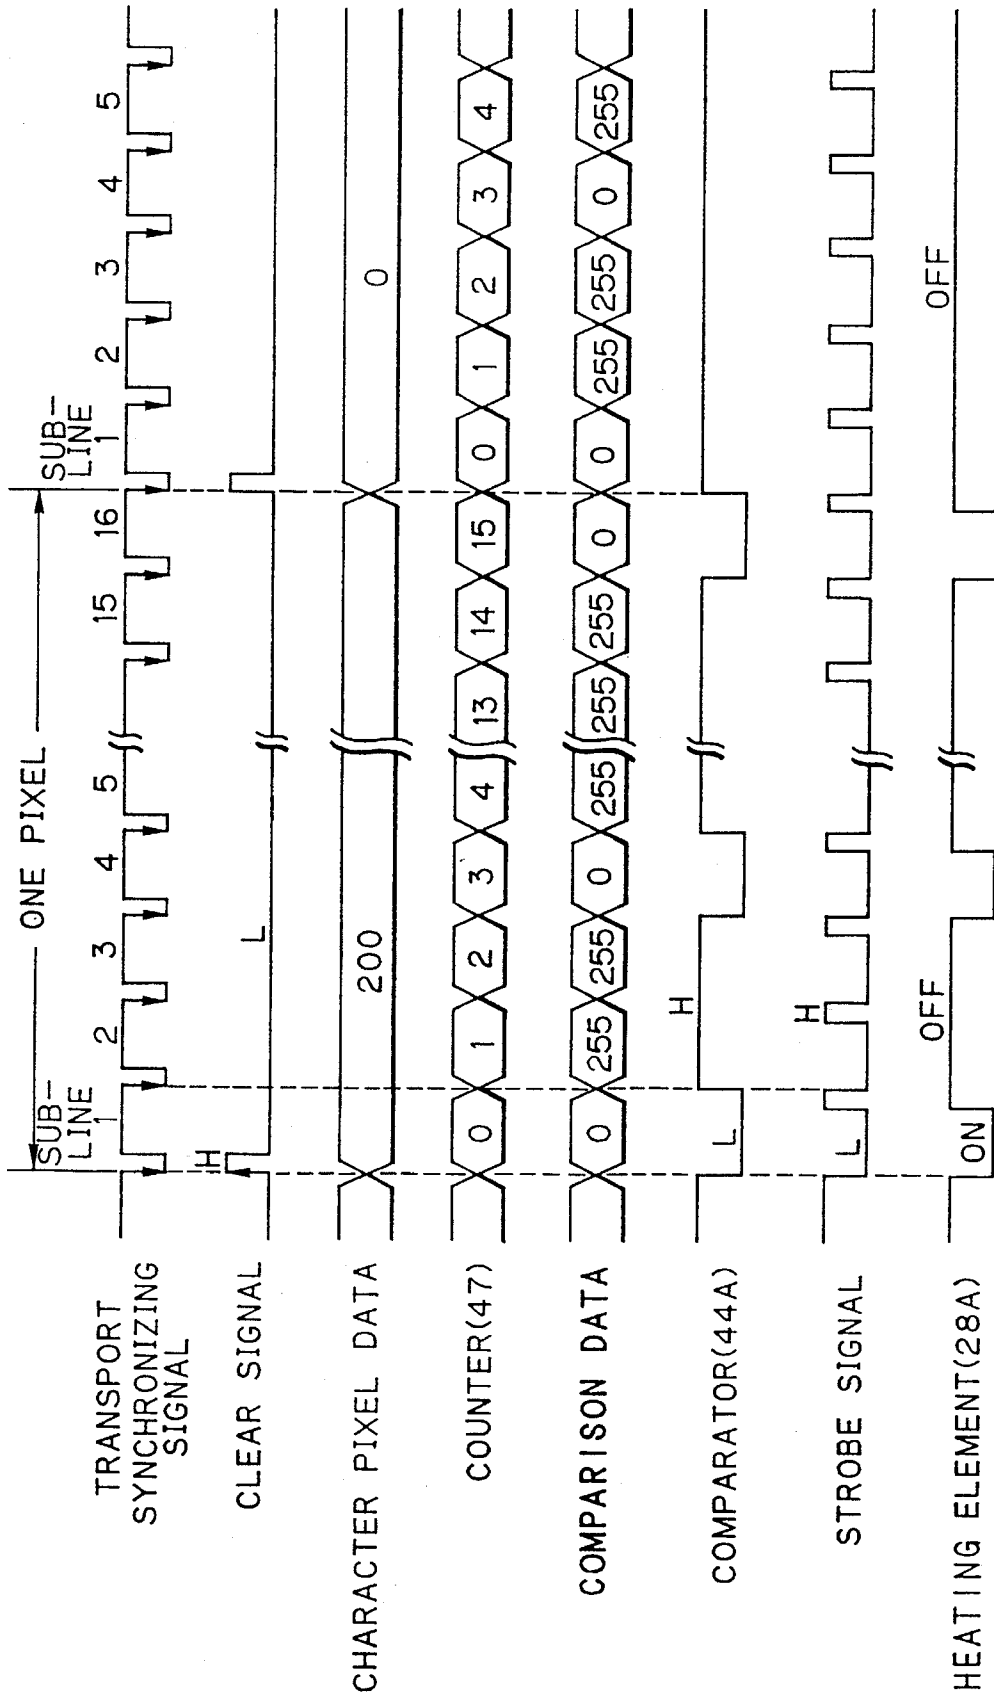 ONE PIXEL
SUB-
LINE
SUB-
LINE
TRANSPORT
SYNCHRONIZING
SIGNAL
1 2 3 4 5 15 16 1 2 3 4 5
CLEAR SIGNAL
H L
CHARACTER PIXEL DATA
200 0
COUNTER(47)
0 1 2 3 4 13 14 15 0 1 2 3 4
COMPARISON DATA
0 255 255 0 255 255 255 0 0 255 255 0 255
COMPARATOR(44A)
L H
STROBE SIGNAL
L H
HEATING ELEMENT(28A)
ON OFF OFF